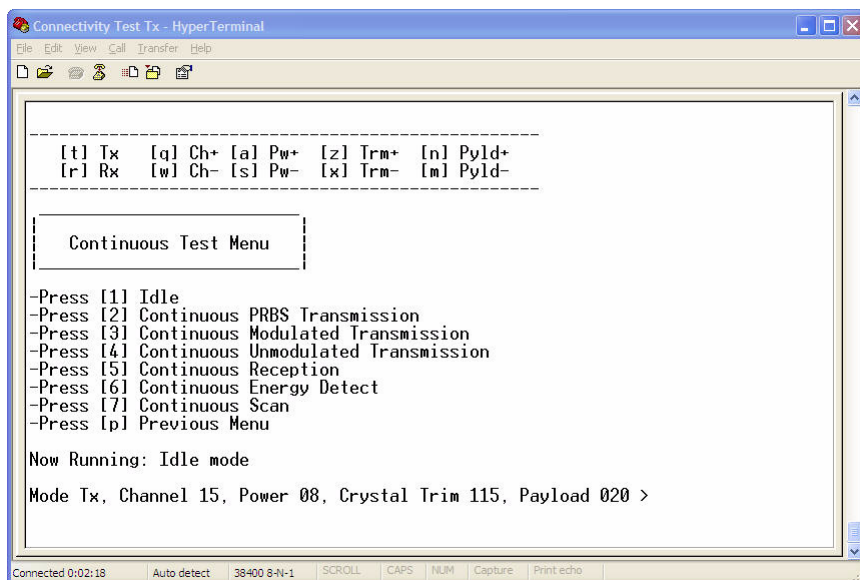 Connectivity Test Tx - HyperTerminal
File Edit View Call Transfer Help
[t] Tx [q] Ch+ [a] Pw+ [z] Trm+ [n] Pyld+
[r] Rx [w] Ch- [s] Pw- [x] Trm- [m] Pyld-
Continuous Test Menu
-Press [1] Idle
-Press [2] Continuous PRBS Transmission
-Press [3] Continuous Modulated Transmission
-Press [4] Continuous Unmodulated Transmission
-Press [5] Continuous Reception
-Press [6] Continuous Energy Detect
-Press [7] Continuous Scan
-Press [p] Previous Menu
Now Running: Idle mode
Mode Tx, Channel 15, Power 08, Crystal Trim 115, Payload 020 >
Connected 0:02:18 Auto detect 38400 8-N-1 SCROLL CAPS NUM Capture Print echo